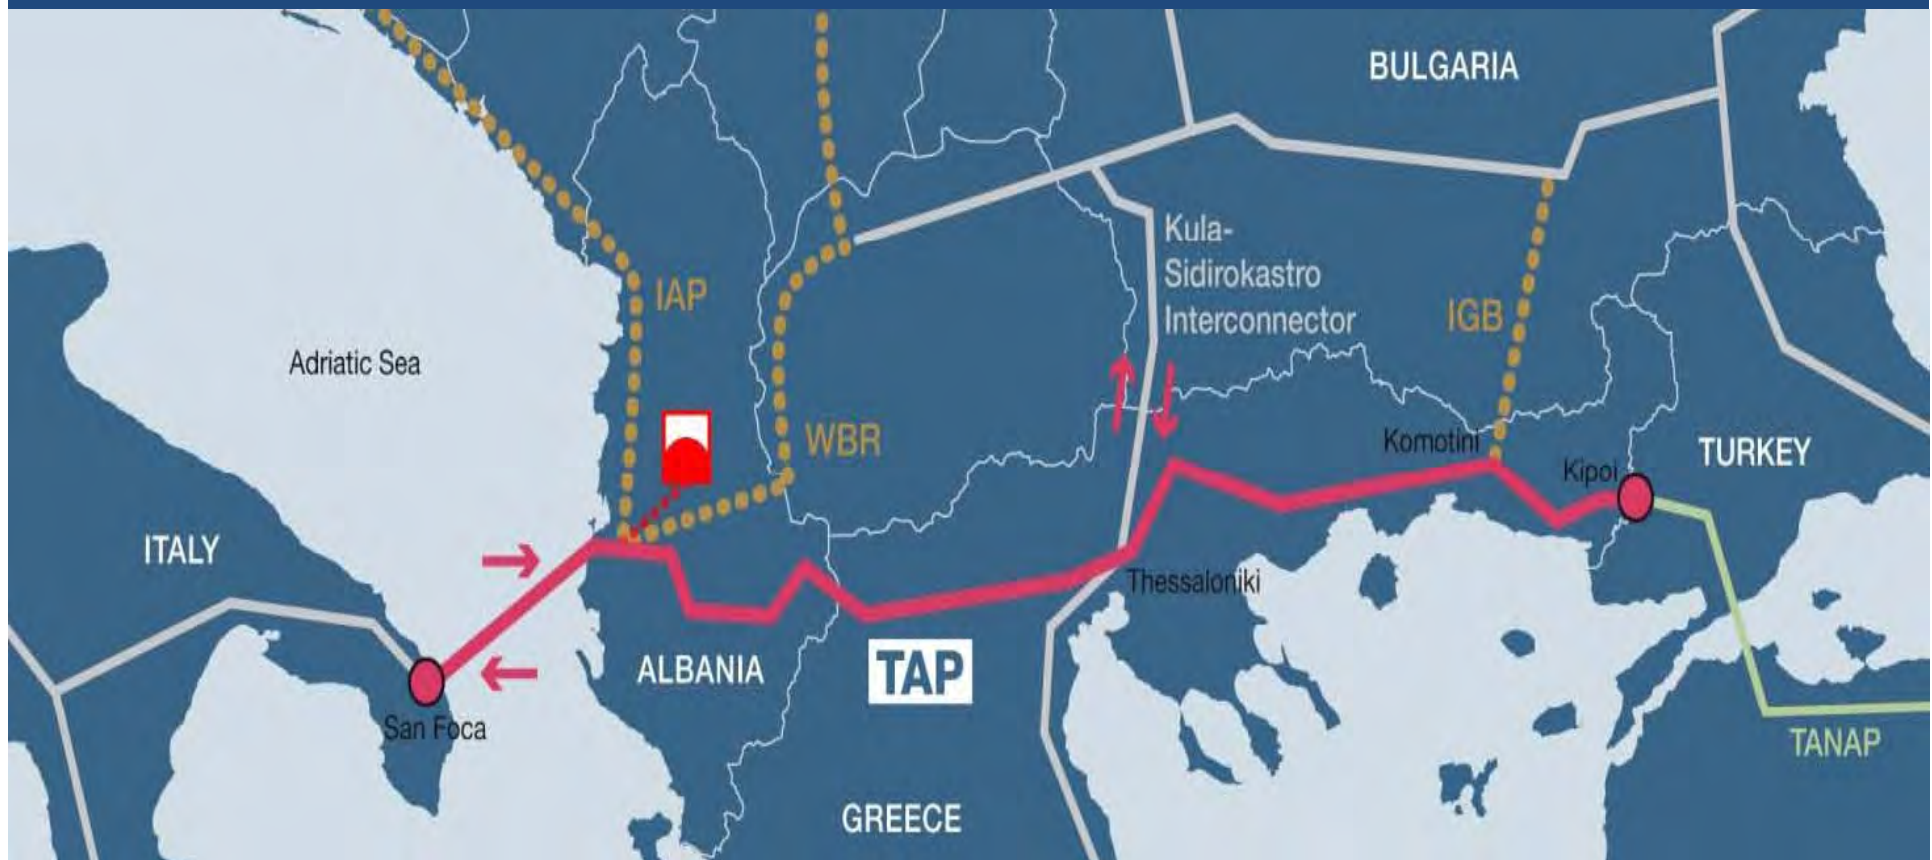 BULGARIA
Kula-
Sidirokastro
Interconnector
IAP
IGB
Adriatic Sea
WBR
Komotini
Kipoi
TURKEY
ITALY
Thessaloniki
ALBANIA
TAP
San Foca
TANAP
GREECE